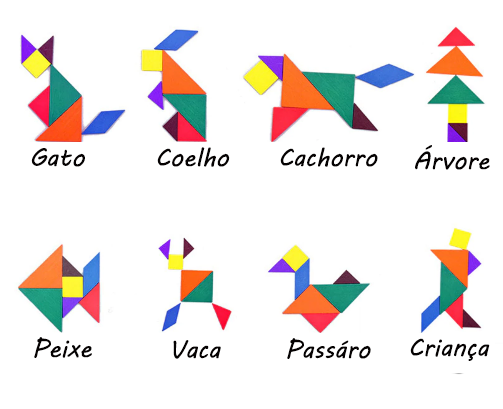 Gato
Coelho
Cachorro
Árvore
Peixe
Vaca
Passáro
Criança